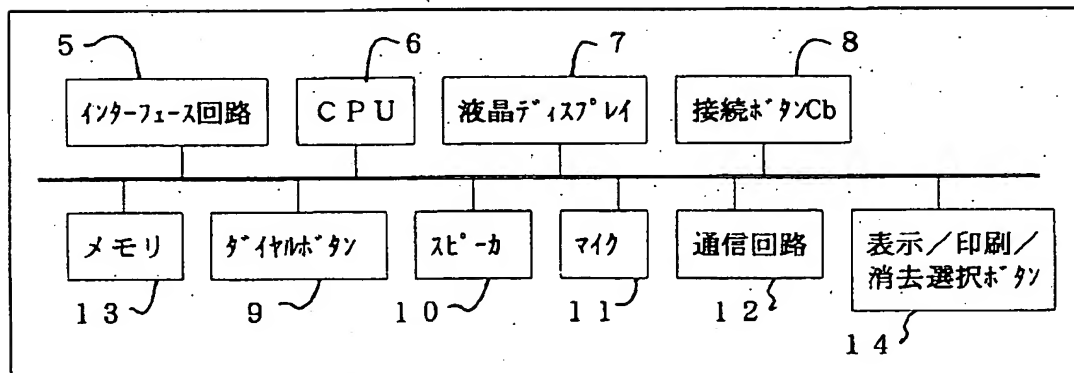 5 6 7 8
インターフェース回路 CPU 液晶ディスプレイ 接続ボタンCb
メモリ ダイヤルボタン スピーカ マイク 通信回路 表示/印刷/
消去選択ボタン
13 9 10 11 12
14